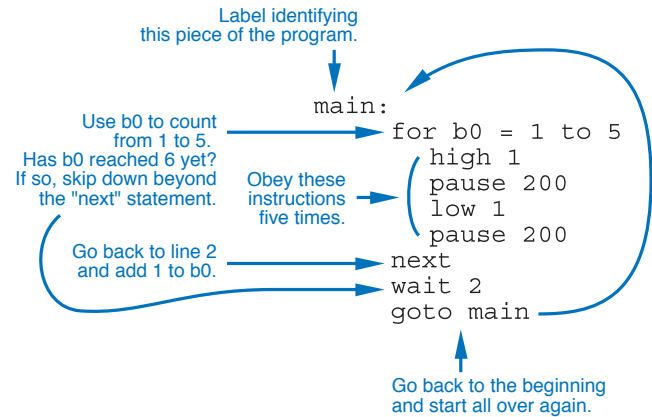 Label identifying
this piece of the program.
main:
Use b0 to count
from 1 to 5.
Has b0 reached 6 yet?
If so, skip down beyond
the "next" statement.
for b0 = 1 to 5
high 1
pause 200
low 1
pause 200
Obey these
instructions
five times.
Go back to line 2
and add 1 to b0.
next
wait 2
goto main
Go back to the beginning
and start all over again.